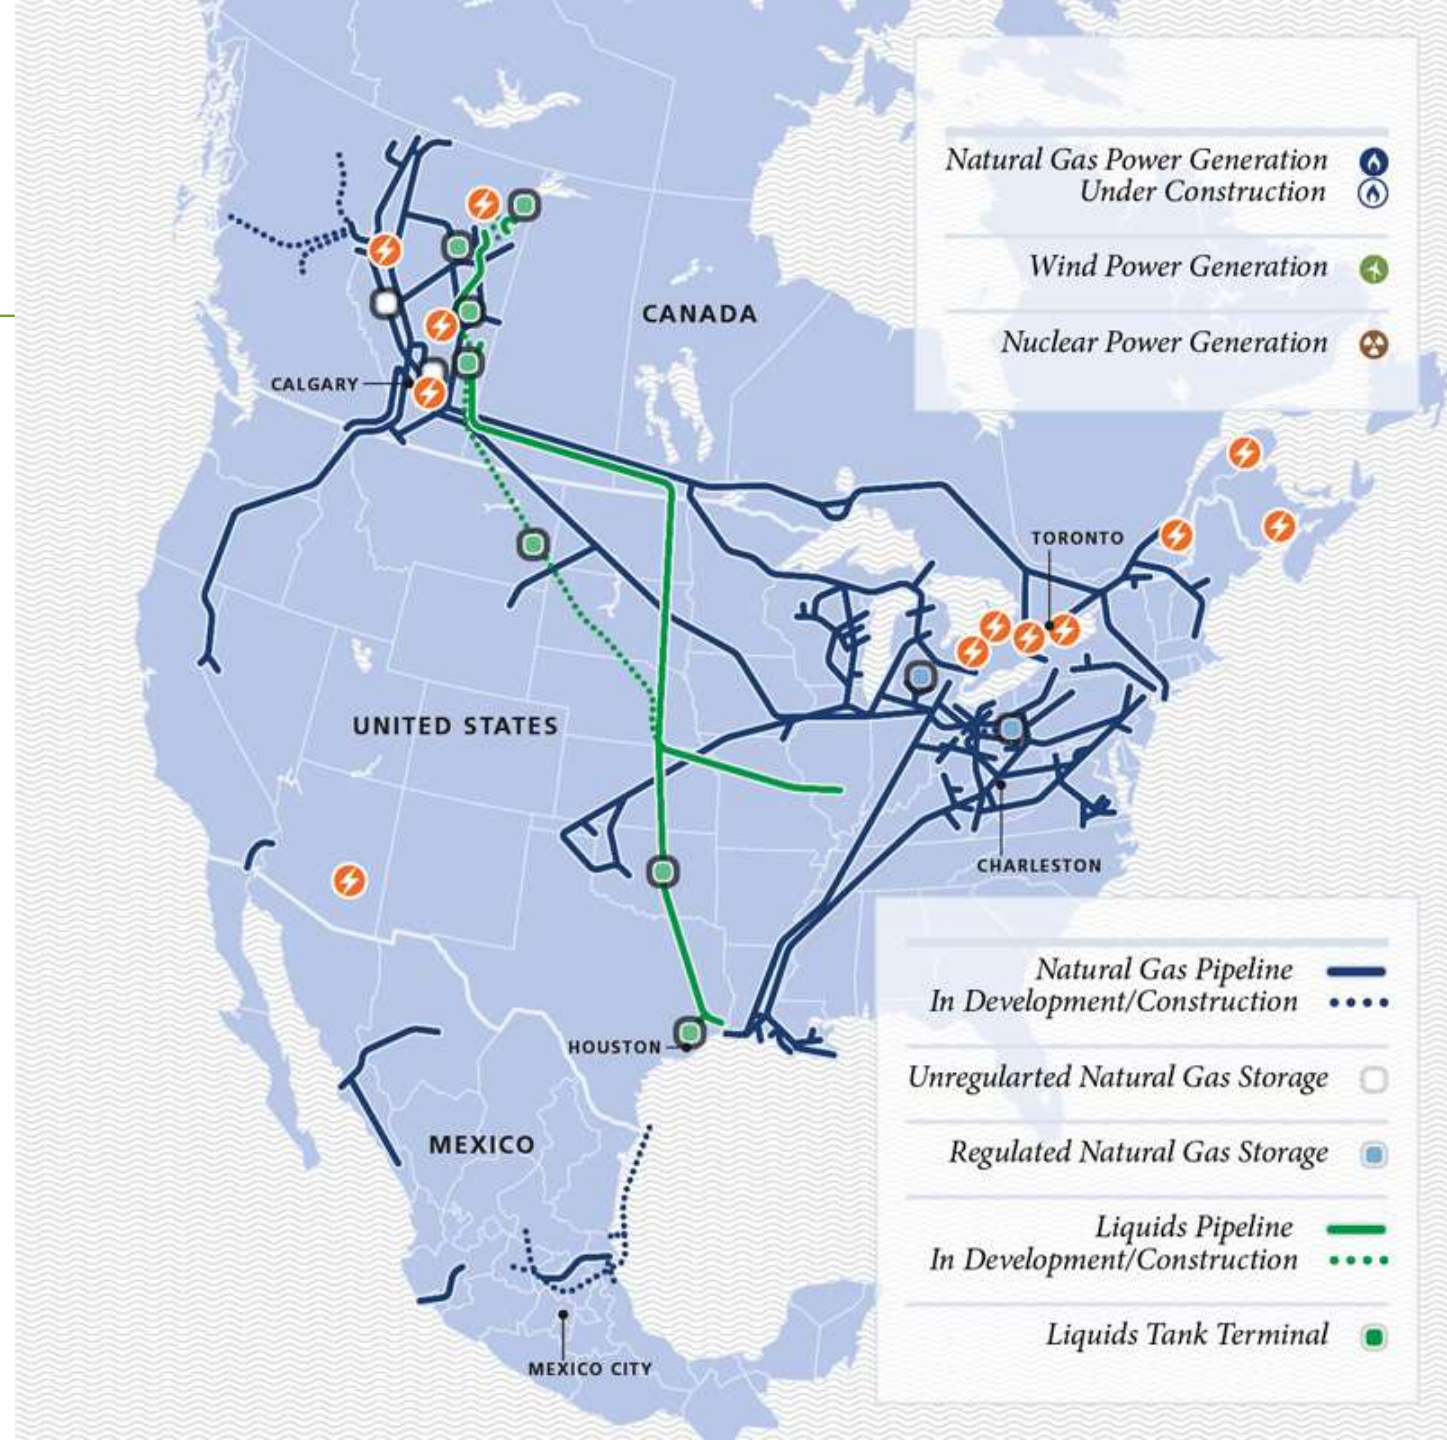 Natural Gas Power Generation
Under Construction
Wind Power Generation
CANADA
Nuclear Power Generation
CALGARY
TORONTO
UNITED STATES
CHARLESTON
Natural Gas Pipeline
In Development/Construction
HOUSTON
Unregularted Natural Gas Storage
MEXICO
Regulated Natural Gas Storage
Liquids Pipeline
In Development/Construction
Liquids Tank Terminal
MEXICO CITY